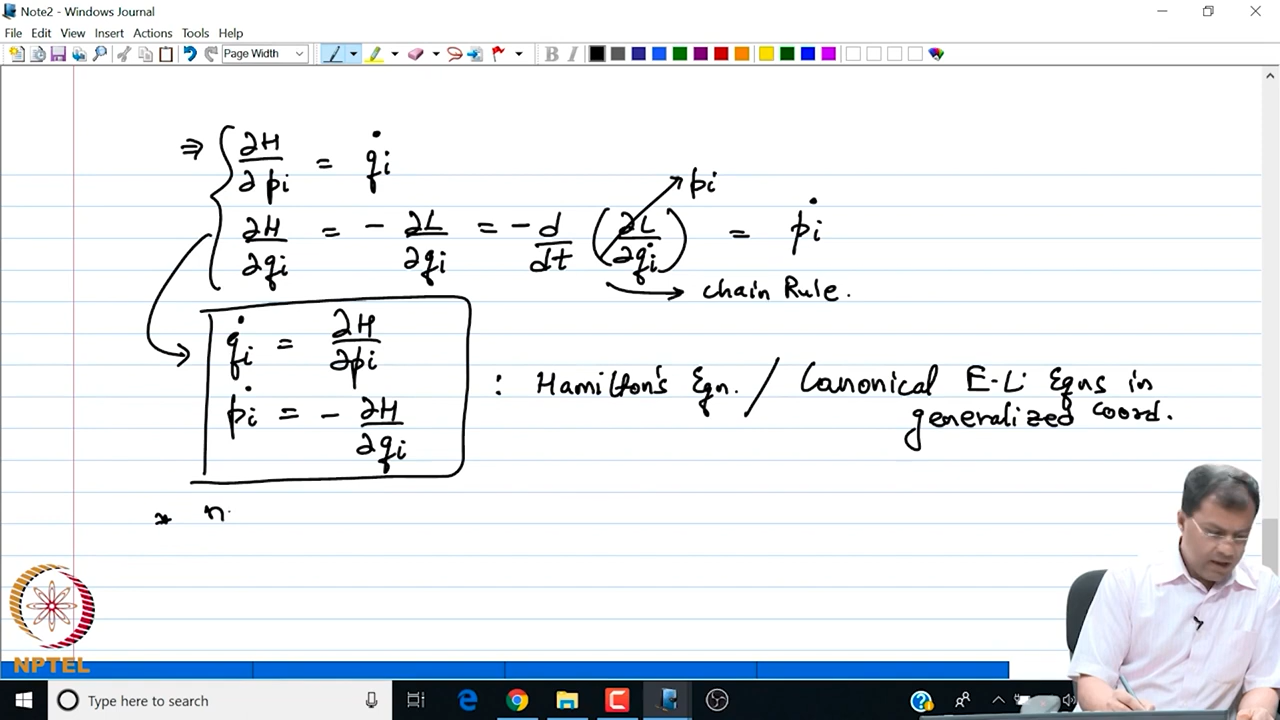 Note2 - Windows Journal
File Edit View Insert Actions Tools Help
Page Width
B I
⇒ { ∂H/∂pi = q̇i
∂H/∂qi = - ∂L/∂qi = - d/dt (∂L/∂q̇i) = ṗi
pi
chain Rule.
q̇i = ∂H/∂pi
ṗi = - ∂H/∂qi
: Hamilton's Eqn. / Canonical E-L Eqns in
generalized coord.
* n
NPTEL
Type here to search